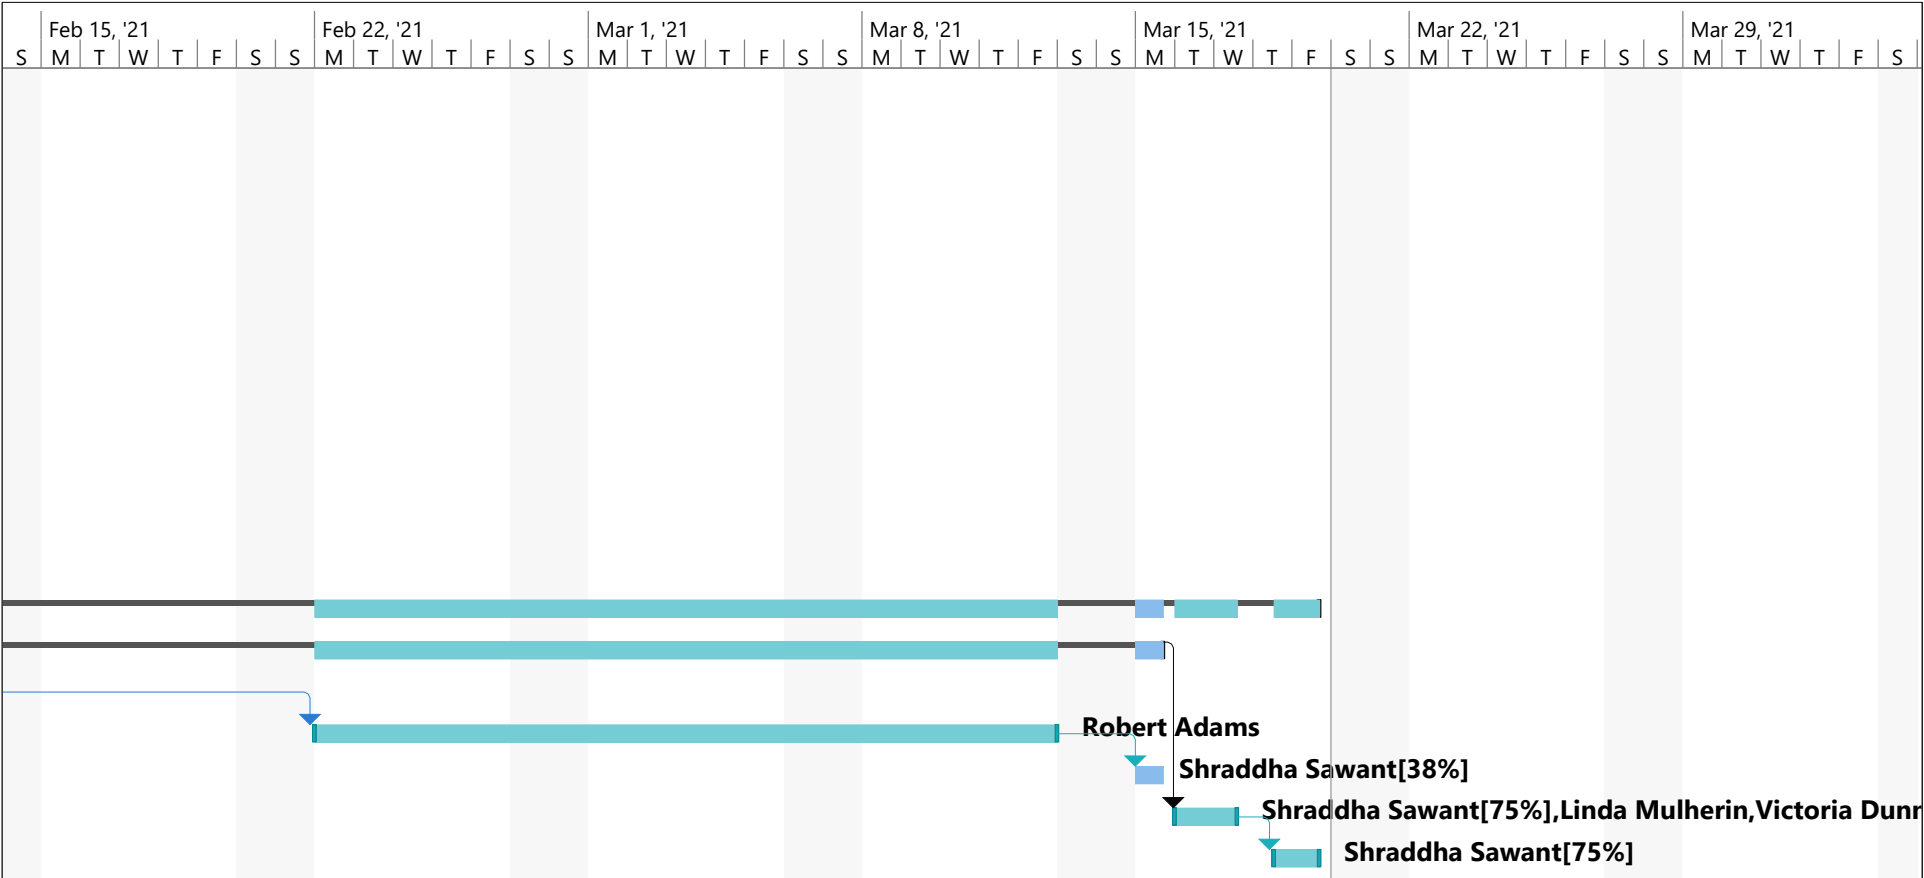 Feb 15, '21 Feb 22, '21 Mar 1, '21 Mar 8, '21 Mar 15, '21 Mar 22, '21 Mar 29, '21
S M T W T F S S M T W T F S S M T W T F S S M T W T F S S M T W T F S S M T W T F S S M T W T F S
Robert Adams
Shraddha Sawant[38%]
Shraddha Sawant[75%],Linda Mulherin,Victoria
Shraddha Sawant[75%]